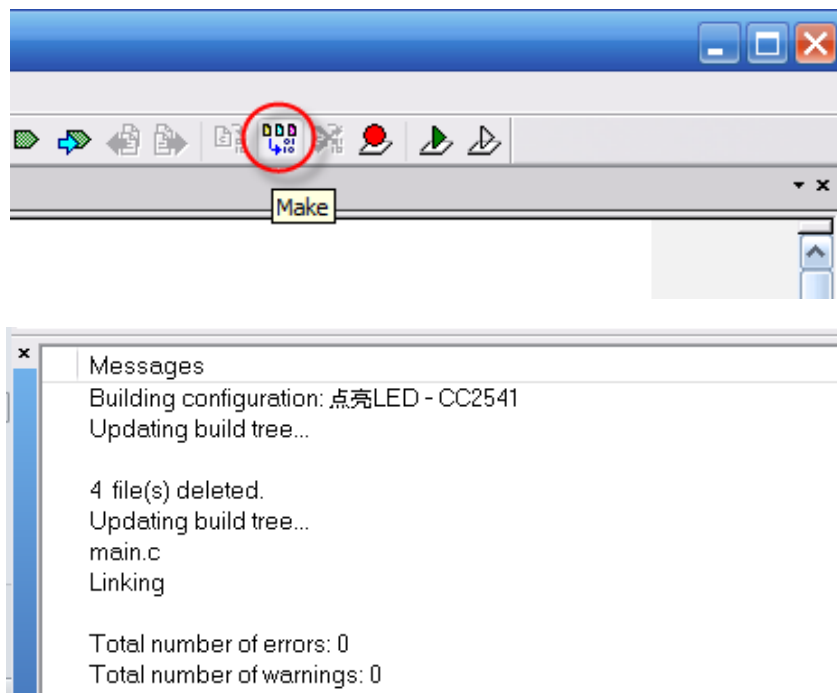 Make
Messages
Building configuration: 点亮LED - CC2541
Updating build tree...
4 file(s) deleted.
Updating build tree...
main.c
Linking
Total number of errors: 0
Total number of warnings: 0